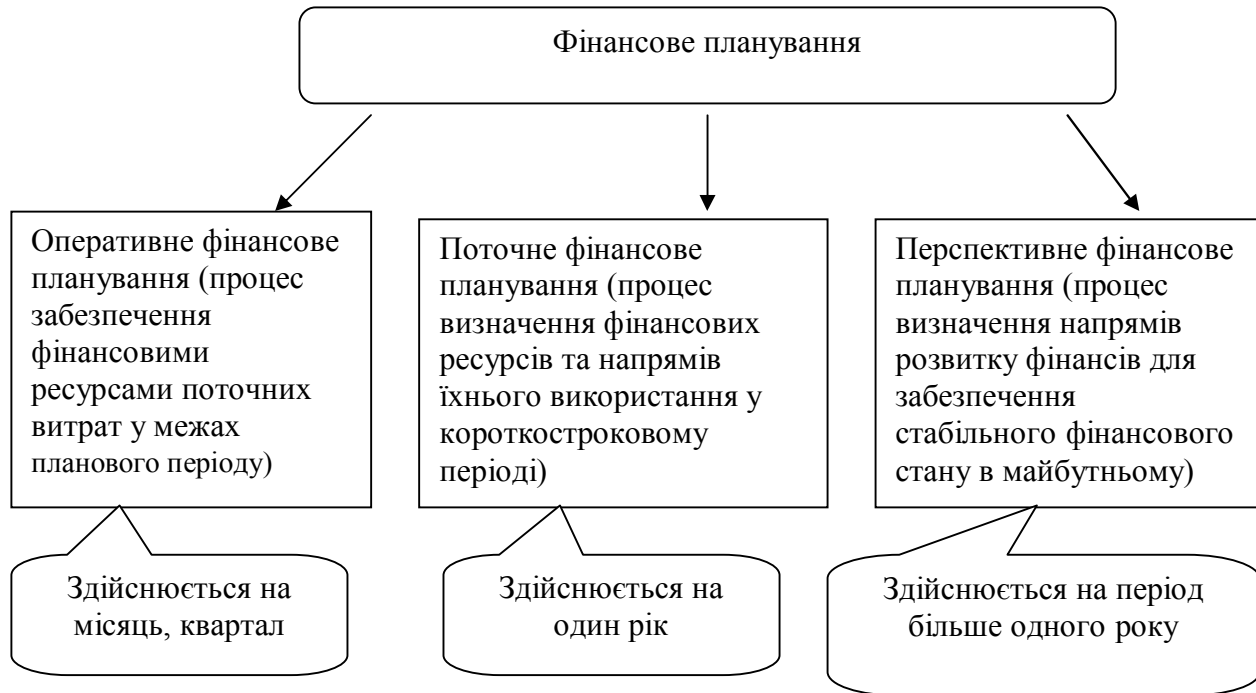 Фінансове планування
Оперативне фінансове
планування (процес
забезпечення
фінансовими
ресурсами поточних
витрат у межах
планового періоду)
Поточне фінансове
планування (процес
визначення фінансових
ресурсів та напрямів
їхнього використання у
короткостроковому
періоді)
Перспективне фінансове
планування (процес
визначення напрямів
розвитку фінансів для
забезпечення
стабільного фінансового
стану в майбутньому)
Здійснюється на
місяць, квартал
Здійснюється на
один рік
Здійснюється на період
більше одного року